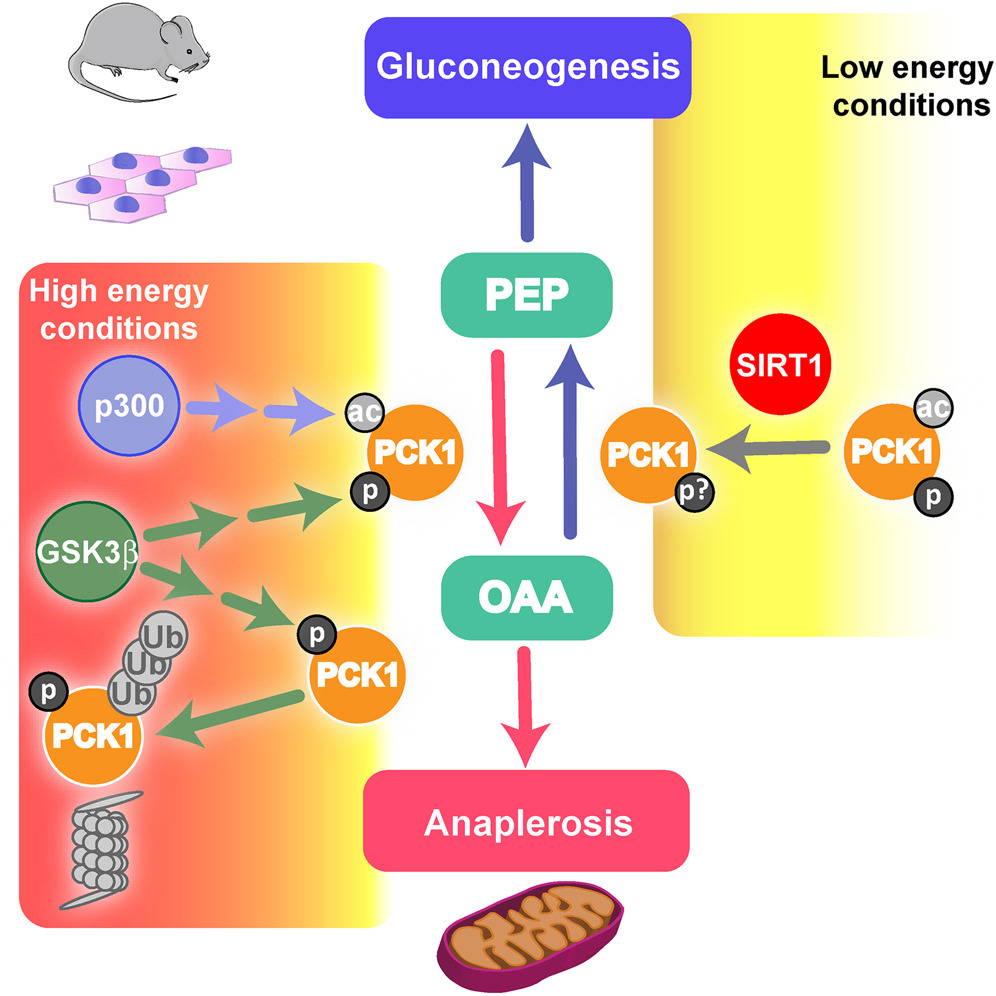 Gluconeogenesis
Low energy
conditions
PEP
High energy
conditions
p300
ac
PCK1
p
SIRT1
PCK1
p?
ac
PCK1
p
GSK3β
OAA
p
PCK1
Ub
Ub
Ub
p
PCK1
Anaplerosis